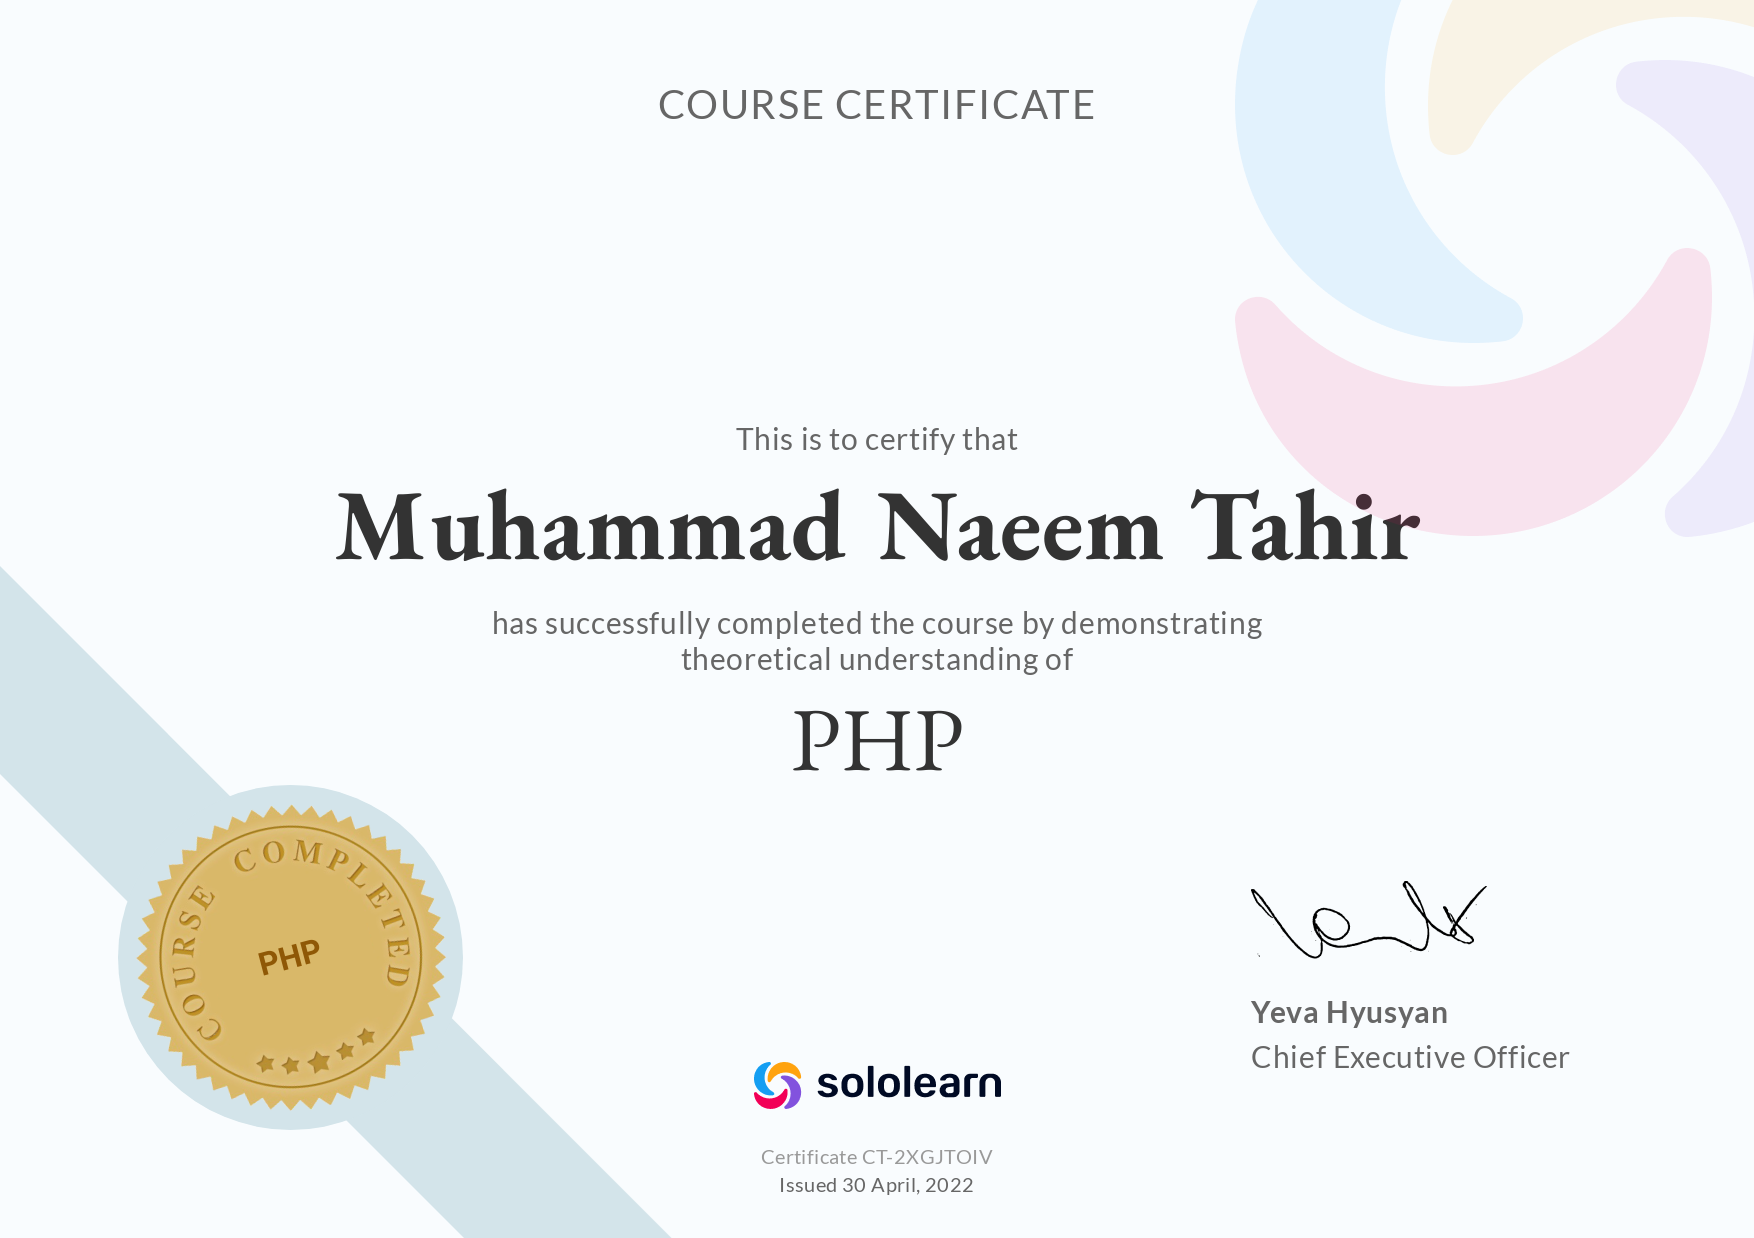 COURSE CERTIFICATE
This is to certify that
Muhammad Naeem Tahir
has successfully completed the course by demonstrating
theoretical understanding of
PHP
COURSE COMPLETED
PHP
Yeva Hyusyan
Chief Executive Officer
sololearn
Certificate CT-2XGJTOIV
Issued 30 April, 2022